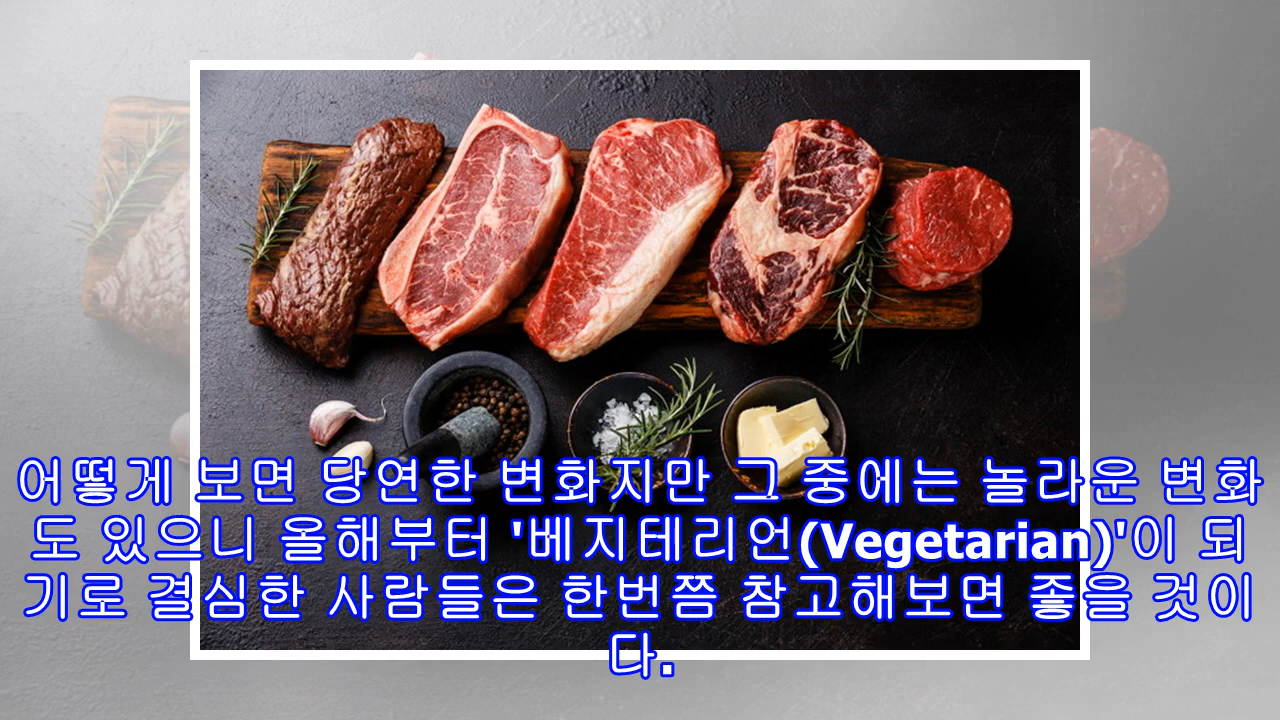 어떻게 보면 당연한 변화지만 그 중에는 놀라운 변화
도 있으니 올해부터 '베지테리언(Vegetarian)'이 되
기로 결심한 사람들은 한번쯤 참고해보면 좋을 것이
다.